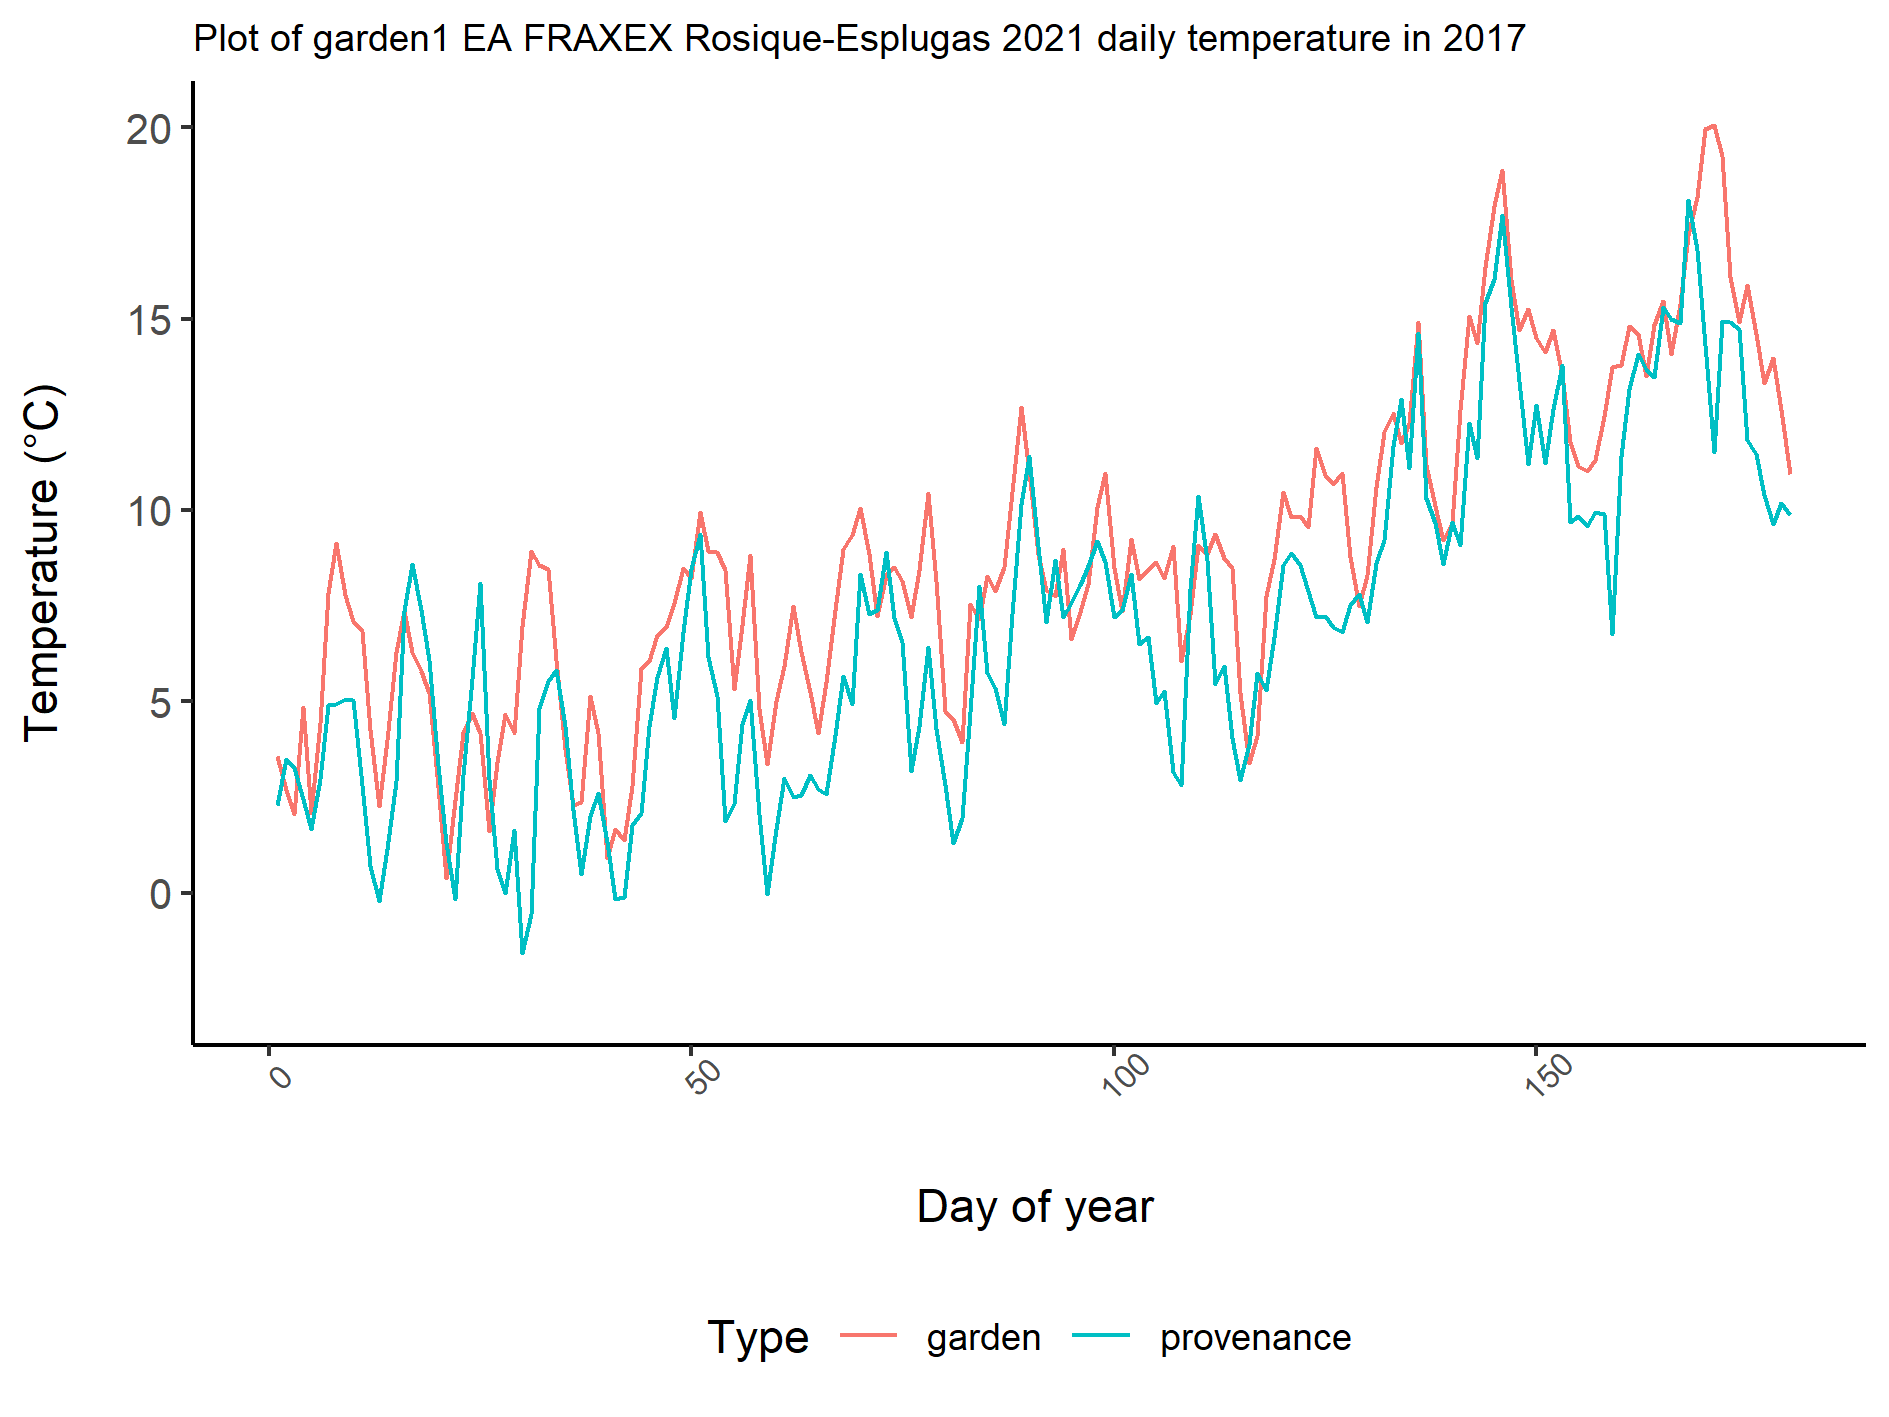 Plot of garden1 EA FRAXEX Rosique-Esplugas 2021 daily temperature in 2017
Temperature (°C)
20
15
10
5
0
0 50 100 150
Day of year
Type garden provenance